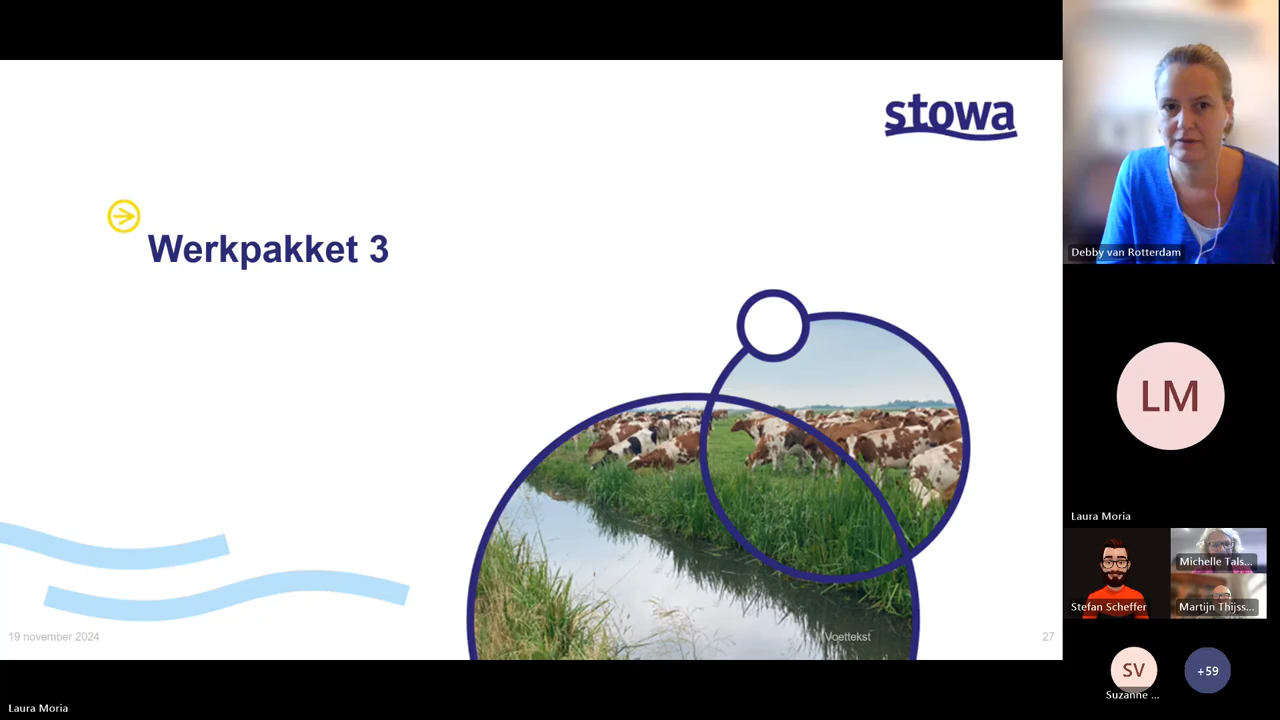 stowa
Werkpakket 3
19 november 2024
Voettekst
27
Laura Moria
Debby van Rotterdam
LM
Laura Moria
Stefan Scheffer
Michelle Tals...
Martijn Thijss...
SV
Suzanne ...
+59